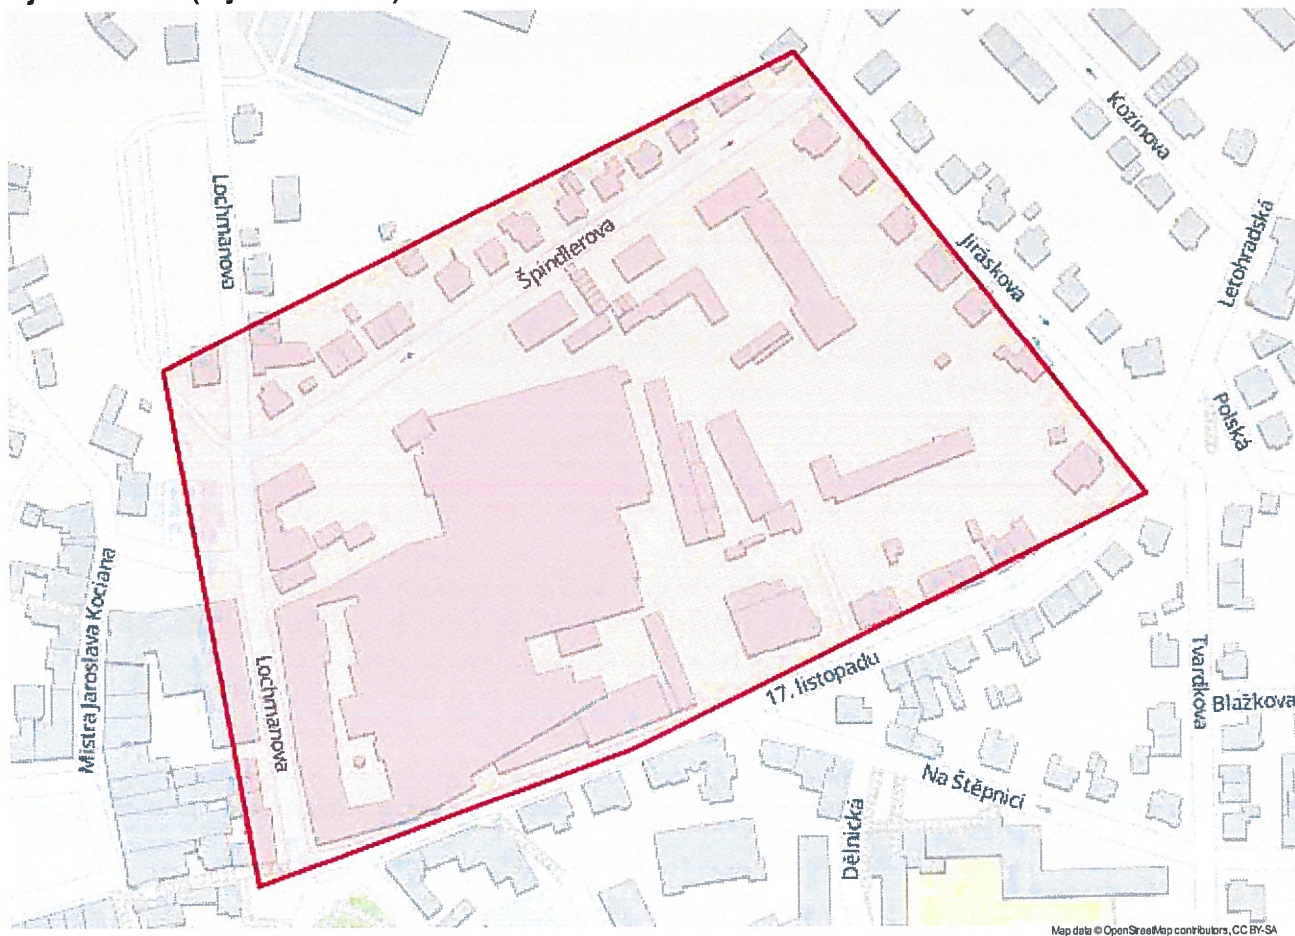 Kozinova
Lochmanova
Letohradská
Špindlerova
Jiráskova
Polská
Mistra Jaroslava Kociana
Lochmanova
17. listopadu
Tvardkova
Blažkova
Na Štěpnici
Dělnická
Map data © OpenStreetMap contributors, CC BY-SA